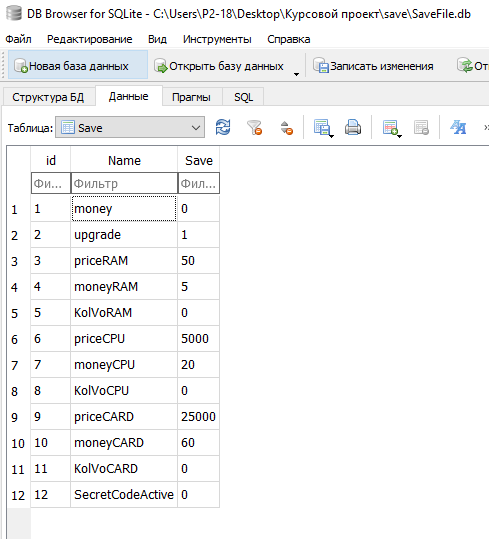 DB Browser for SQLite - C:\Users\P2-18\Desktop\Курсовой проект\save\SaveFile.db
Файл Редактирование Вид Инструменты Справка
Новая база данных Открыть базу данных Записать изменения От
Структура БД Данные Прагмы SQL
Таблица: Save
id Name Save
Фи... Фильтр Фил...
1 1 money 0
2 2 upgrade 1
3 3 priceRAM 50
4 4 moneyRAM 5
5 5 KolVoRAM 0
6 6 priceCPU 5000
7 7 moneyCPU 20
8 8 KolVoCPU 0
9 9 priceCARD 25000
10 10 moneyCARD 60
11 11 KolVoCARD 0
12 12 SecretCodeActive 0